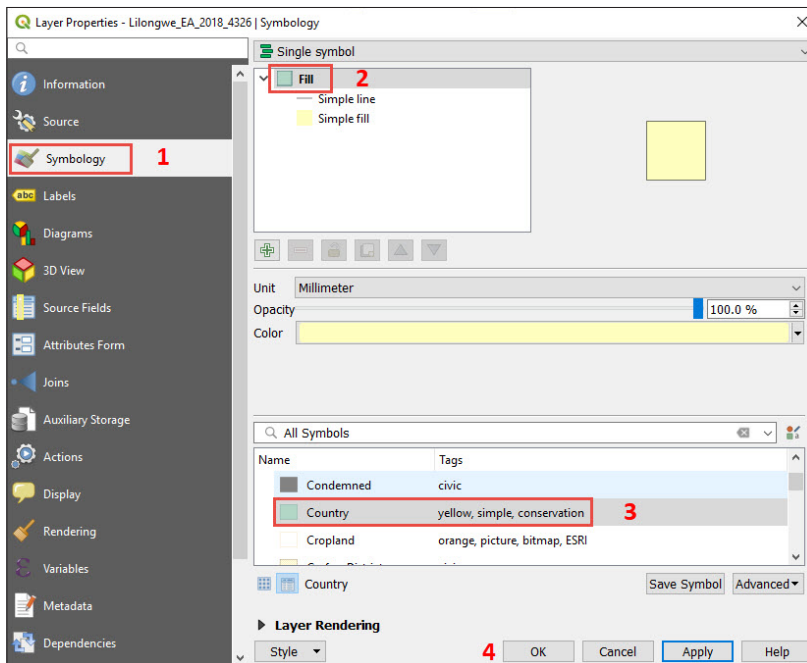 Layer Properties - Lilongwe_EA_2018_4326 | Symbology
Information
Source
Symbology 1
abc Labels
Diagrams
3D View
Source Fields
Attributes Form
Joins
Auxiliary Storage
Actions
Display
Rendering
Variables
Metadata
Dependencies
Single symbol
Fill 2
Simple line
Simple fill
Unit Millimeter
Opacity 100.0 %
Color
All Symbols
Name Tags
Condemned civic
Country yellow, simple, conservation 3
Cropland orange, picture, bitmap, ESRI
Country Save Symbol Advanced
Layer Rendering
Style 4 OK Cancel Apply Help